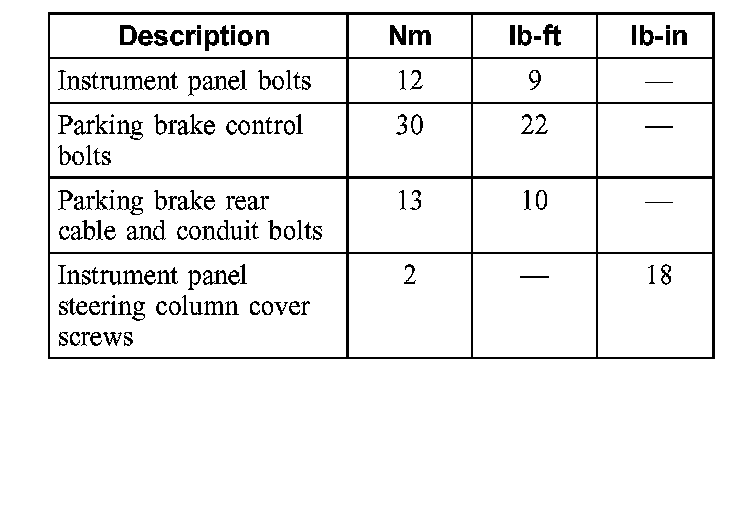 Description Nm lb-ft lb-in
Instrument panel bolts 12 9 —
Parking brake control 30 22 —
bolts
Parking brake rear 13 10 —
cable and conduit bolts
Instrument panel 2 — 18
steering column cover
screws